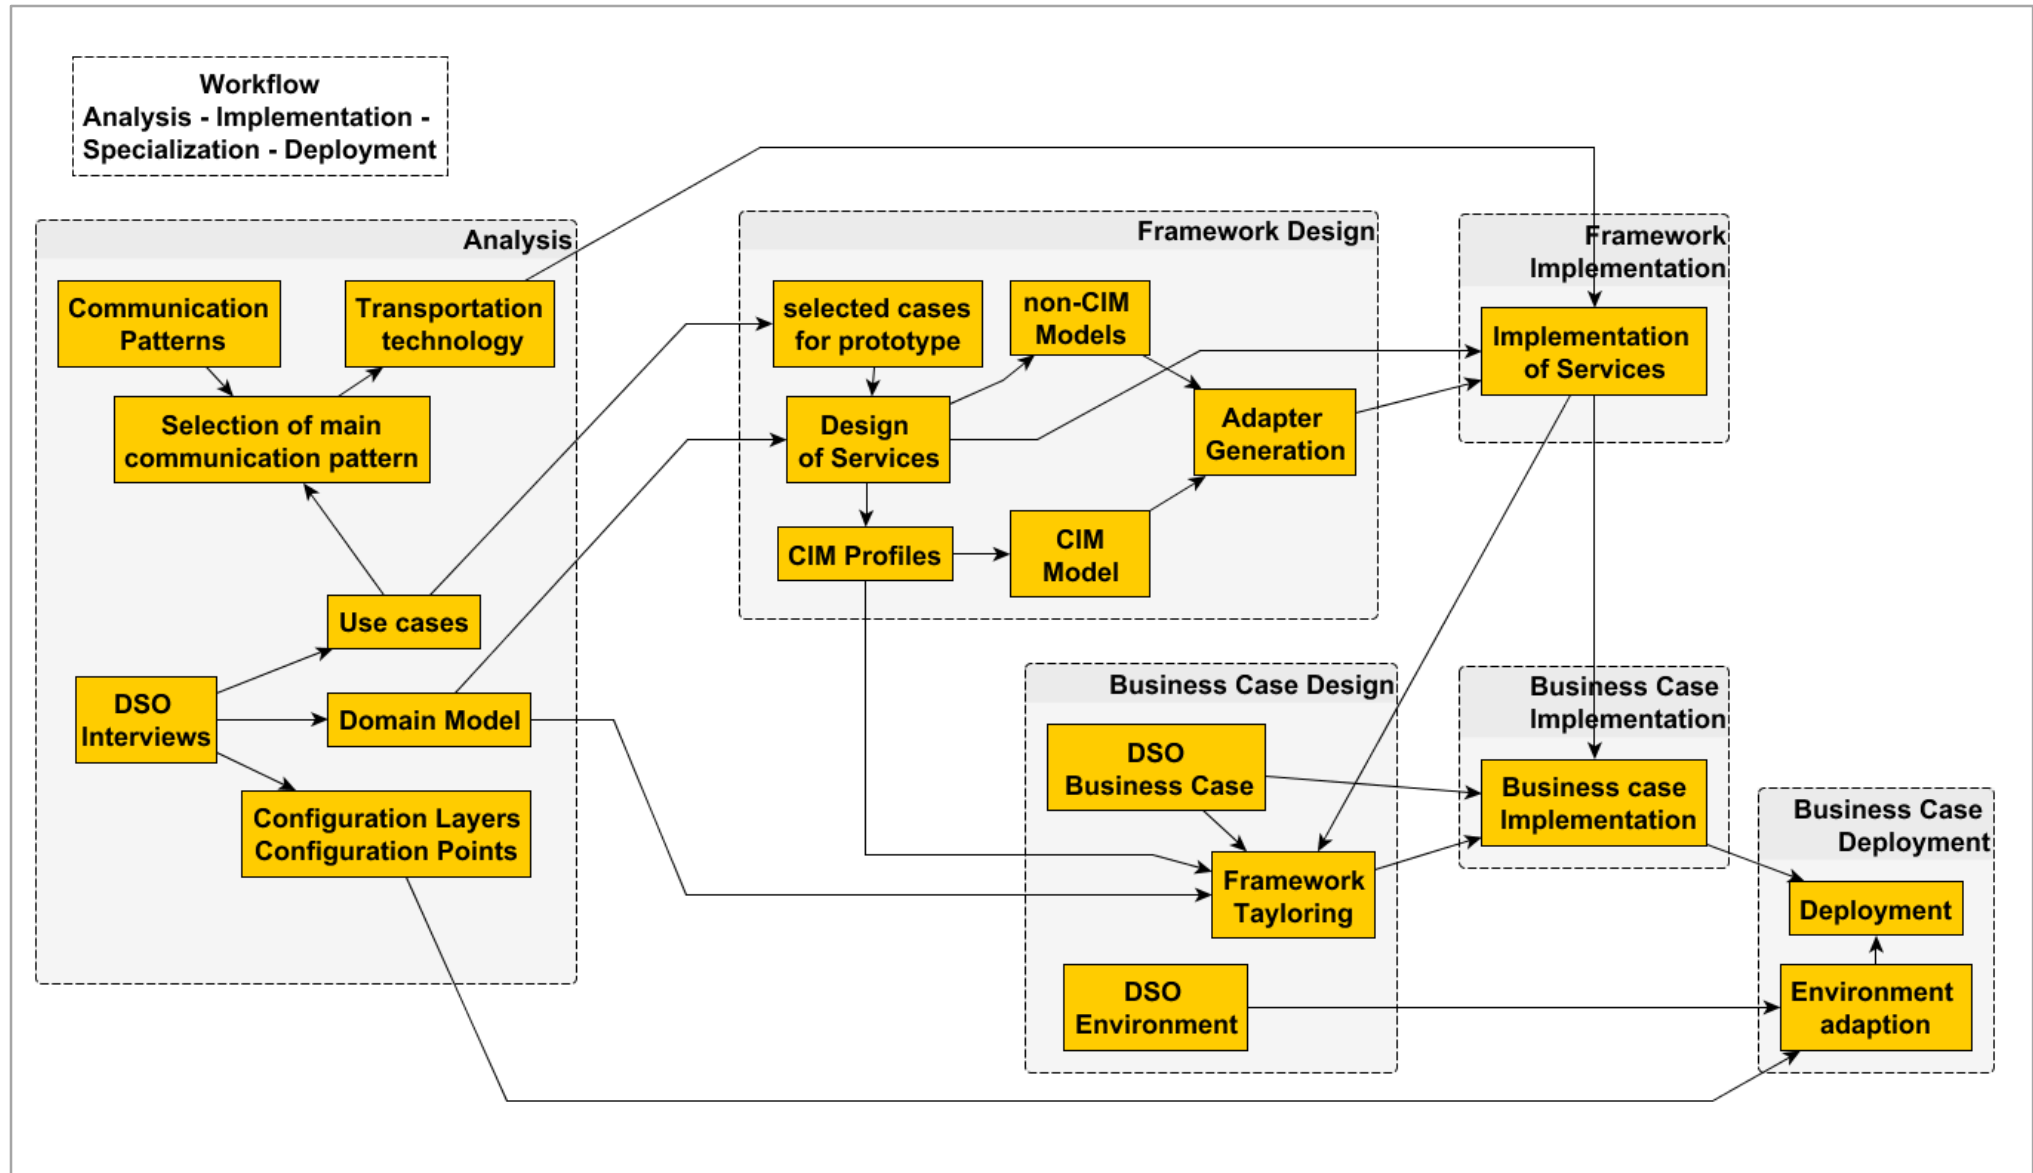 Workflow
Analysis - Implementation -
Specialization - Deployment
Analysis
Communication
Patterns
Transportation
technology
Selection of main
communication pattern
Use cases
DSO
Interviews
Domain Model
Configuration Layers
Configuration Points
Framework Design
selected cases
for prototype
non-CIM
Models
Design
of Services
Adapter
Generation
CIM Profiles
CIM
Model
Framework
Implementation
Implementation
of Services
Business Case Design
DSO
Business Case
Framework
Tayloring
DSO
Environment
Business Case
Implementation
Business case
Implementation
Business Case
Deployment
Deployment
Environment
adaption